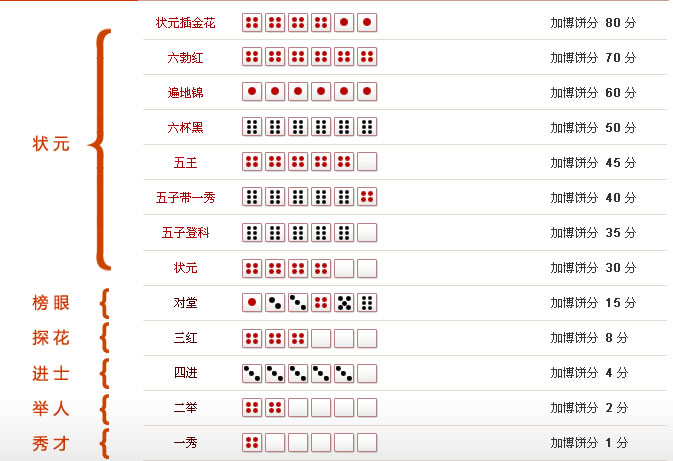 状元插金花 加博饼分 80 分
六勃红 加博饼分 70 分
遍地锦 加博饼分 60 分
六杯黑 加博饼分 50 分
状元
五王 加博饼分 45 分
五子带一秀 加博饼分 40 分
五子登科 加博饼分 35 分
状元 加博饼分 30 分
榜眼 对堂 加博饼分 15 分
探花 三红 加博饼分 8 分
进士 四进 加博饼分 4 分
举人 二举 加博饼分 2 分
秀才 一秀 加博饼分 1 分